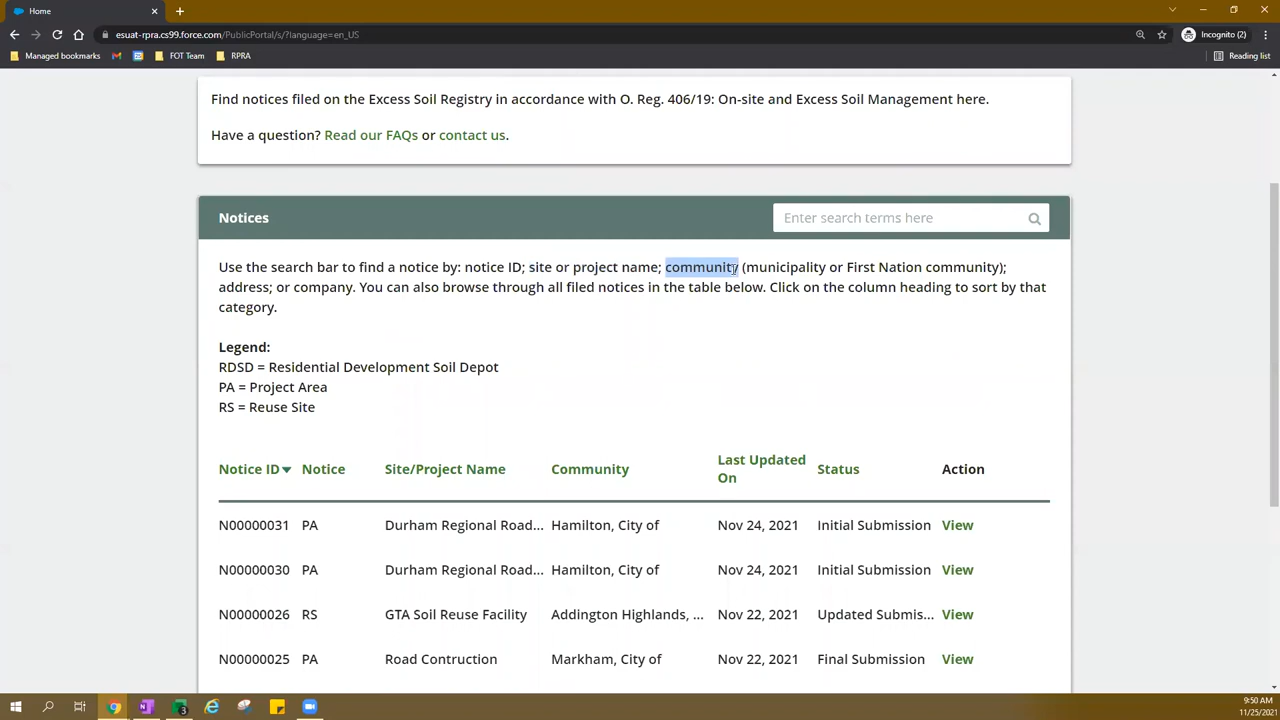 Home
esuat-rpra.cs99.force.com/PublicPortal/s/?language=en_US
Incognito (2)
Managed bookmarks
FOT Team
RPRA
Reading list
Find notices filed on the Excess Soil Registry in accordance with O. Reg. 406/19: On-site and Excess Soil Management here.
Have a question? Read our FAQs or contact us.
Notices
Enter search terms here
Use the search bar to find a notice by: notice ID; site or project name; community (municipality or First Nation community);
address; or company. You can also browse through all filed notices in the table below. Click on the column heading to sort by that
category.
Legend:
RDSD = Residential Development Soil Depot
PA = Project Area
RS = Reuse Site
Notice ID Notice Site/Project Name Community Last Updated On Status Action
N00000031 PA Durham Regional Road... Hamilton, City of Nov 24, 2021 Initial Submission View
N00000030 PA Durham Regional Road... Hamilton, City of Nov 24, 2021 Initial Submission View
N00000026 RS GTA Soil Reuse Facility Addington Highlands, ... Nov 22, 2021 Updated Submis... View
N00000025 PA Road Contruction Markham, City of Nov 22, 2021 Final Submission View
9:50 AM
11/25/2021